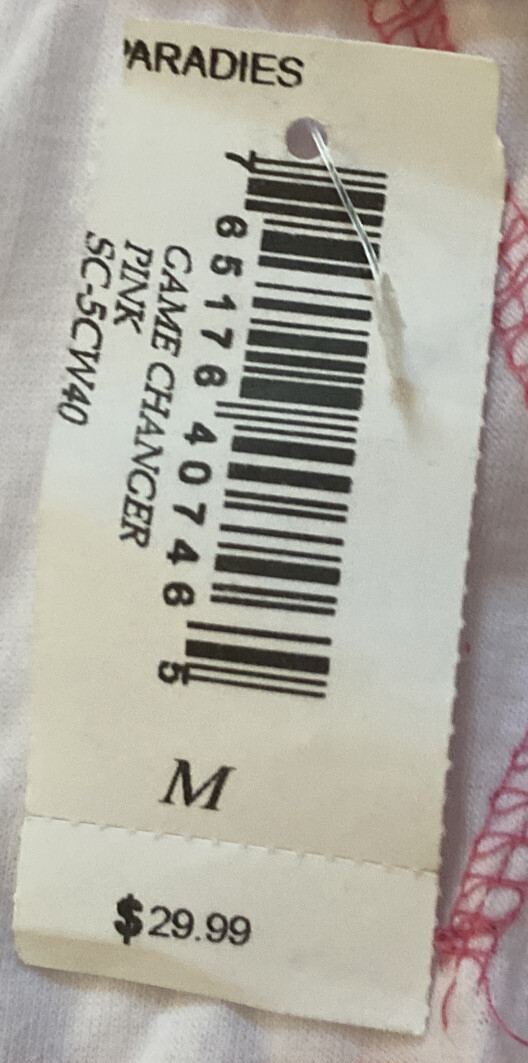 PARADIES
7 65176 40746 5
GAME CHANGER
PINK
SC-5CW40
M
$29.99